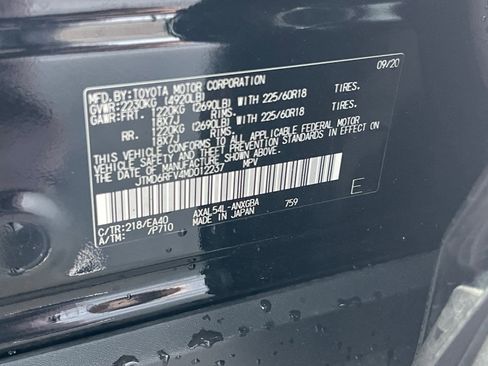 MFD.BY:TOYOTA MOTOR CORPORATION 09/20
GVWR:2230KG (4920LB)
GAWR:FRT. 1220KG (2690LB) WITH 225/60R18 TIRES.
18X7J RIMS.
RR. 1220KG (2690LB) WITH 225/60R18 TIRES.
18X7J RIMS.
THIS VEHICLE CONFORMS TO ALL APPLICABLE FEDERAL MOTOR
VEHICLE SAFETY AND THEFT PREVENTION STANDARDS IN EFFECT ON
THE DATE OF MANUFACTURE SHOWN ABOVE.
JTMD6RFV4MD012237 MPV
C/TR:218/EA40 AXAL54L-ANXGBA E
A/TM: /P710 MADE IN JAPAN 759